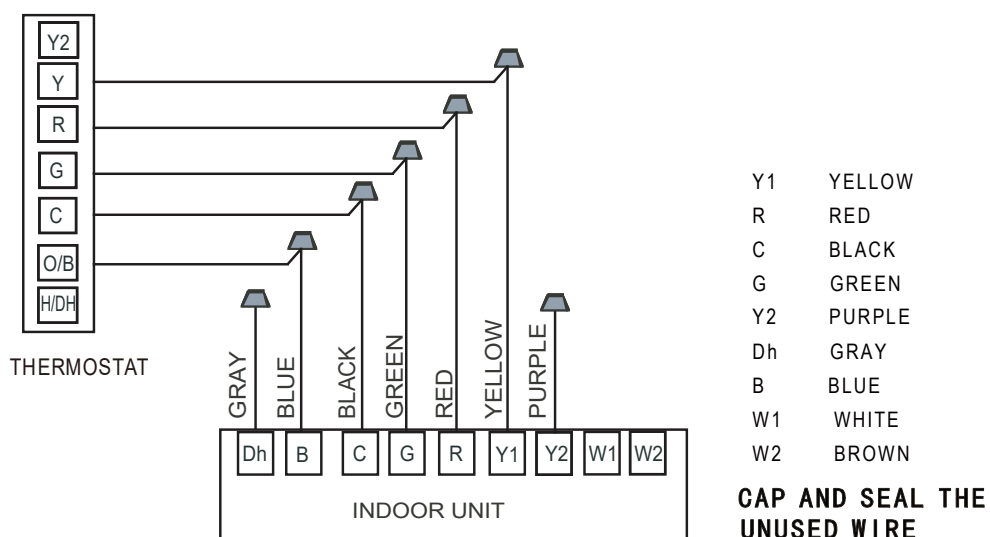 Y2
Y
R
G
C
O/B
H/DH
THERMOSTAT
GRAY
BLUE
BLACK
GREEN
RED
YELLOW
PURPLE
Dh B C G R Y1 Y2 W1 W2
INDOOR UNIT
Y1 YELLOW
R RED
C BLACK
G GREEN
Y2 PURPLE
Dh GRAY
B BLUE
W1 WHITE
W2 BROWN
CAP AND SEAL THE
UNUSED WIRE